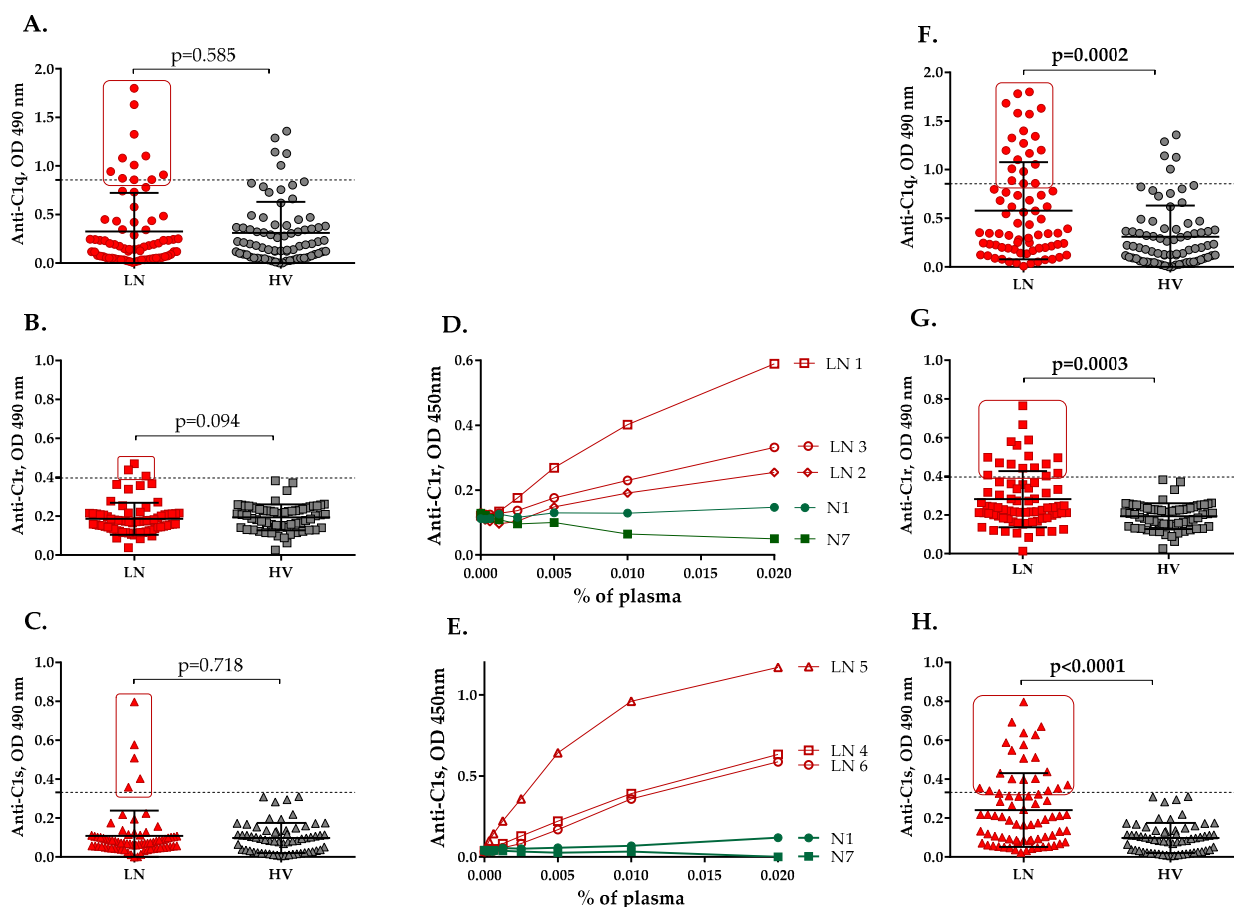 A.
p=0.585
Anti-C1q, OD 490 nm
2.0
1.5
1.0
0.5
0.0
LN
HV
F.
p=0.0002
Anti-C1q, OD 490 nm
2.0
1.5
1.0
0.5
0.0
LN
HV
B.
p=0.094
Anti-C1r, OD 490 nm
1.0
0.8
0.6
0.4
0.2
0.0
LN
HV
D.
Anti-C1r, OD 450nm
0.6
0.4
0.2
0.0
LN 1
LN 3
LN 2
N1
N7
0.000
0.005
0.010
0.015
0.020
% of plasma
G.
p=0.0003
Anti-C1r, OD 490 nm
1.0
0.8
0.6
0.4
0.2
0.0
LN
HV
C.
p=0.718
Anti-C1s, OD 490 nm
1.0
0.8
0.6
0.4
0.2
0.0
LN
HV
E.
Anti-C1s, OD 450nm
1.0
0.5
0.0
LN 5
LN 4
LN 6
N1
N7
0.000
0.005
0.010
0.015
0.020
% of plasma
H.
p<0.0001
Anti-C1s, OD 490 nm
1.0
0.8
0.6
0.4
0.2
0.0
LN
HV